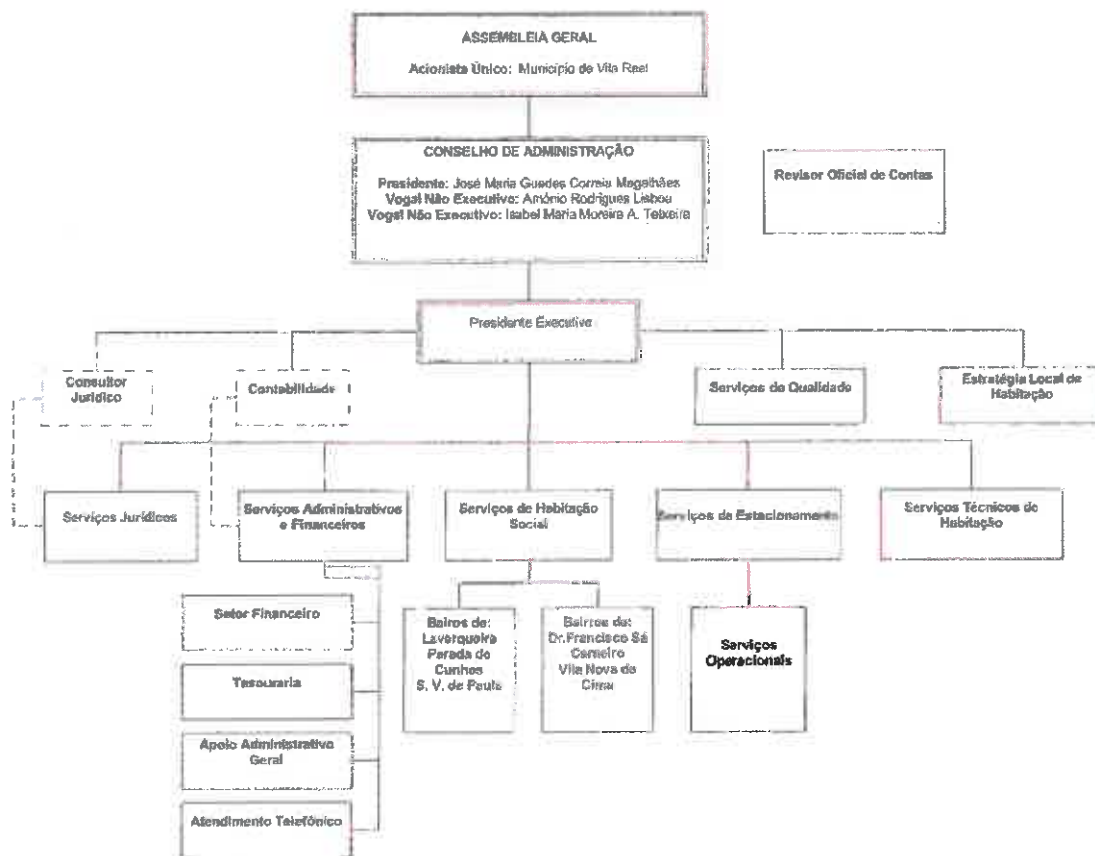 ASSEMBLEIA GERAL
Acionista Único: Município de Vila Real
CONSELHO DE ADMINISTRAÇÃO
Presidente: José Maria Guedes Correia Magalhães
Vogal Não Executivo: António Rodrigues Lisboa
Vogal Não Executivo: Isabel Maria Moreira A. Teixeira
Revisor Oficial de Contas
Presidente Executivo
Consultor
Jurídico
Contabilidade
Serviços de Qualidade
Estratégia Local de
Habitação
Serviços Jurídicos
Serviços Administrativos
e Financeiros
Serviços de Habitação
Social
Serviços de Estacionamento
Serviços Técnicos de
Habitação
Setor Financeiro
Tesouraria
Apoio Administrativo
Geral
Atendimento Telefónico
Bairos de:
Laverqueira
Parada de
Cunhos
S. V. de Paula
Bairros de:
Dr.Francisco Sá
Carneiro
Vila Nova de
Cima
Serviços
Operacionais